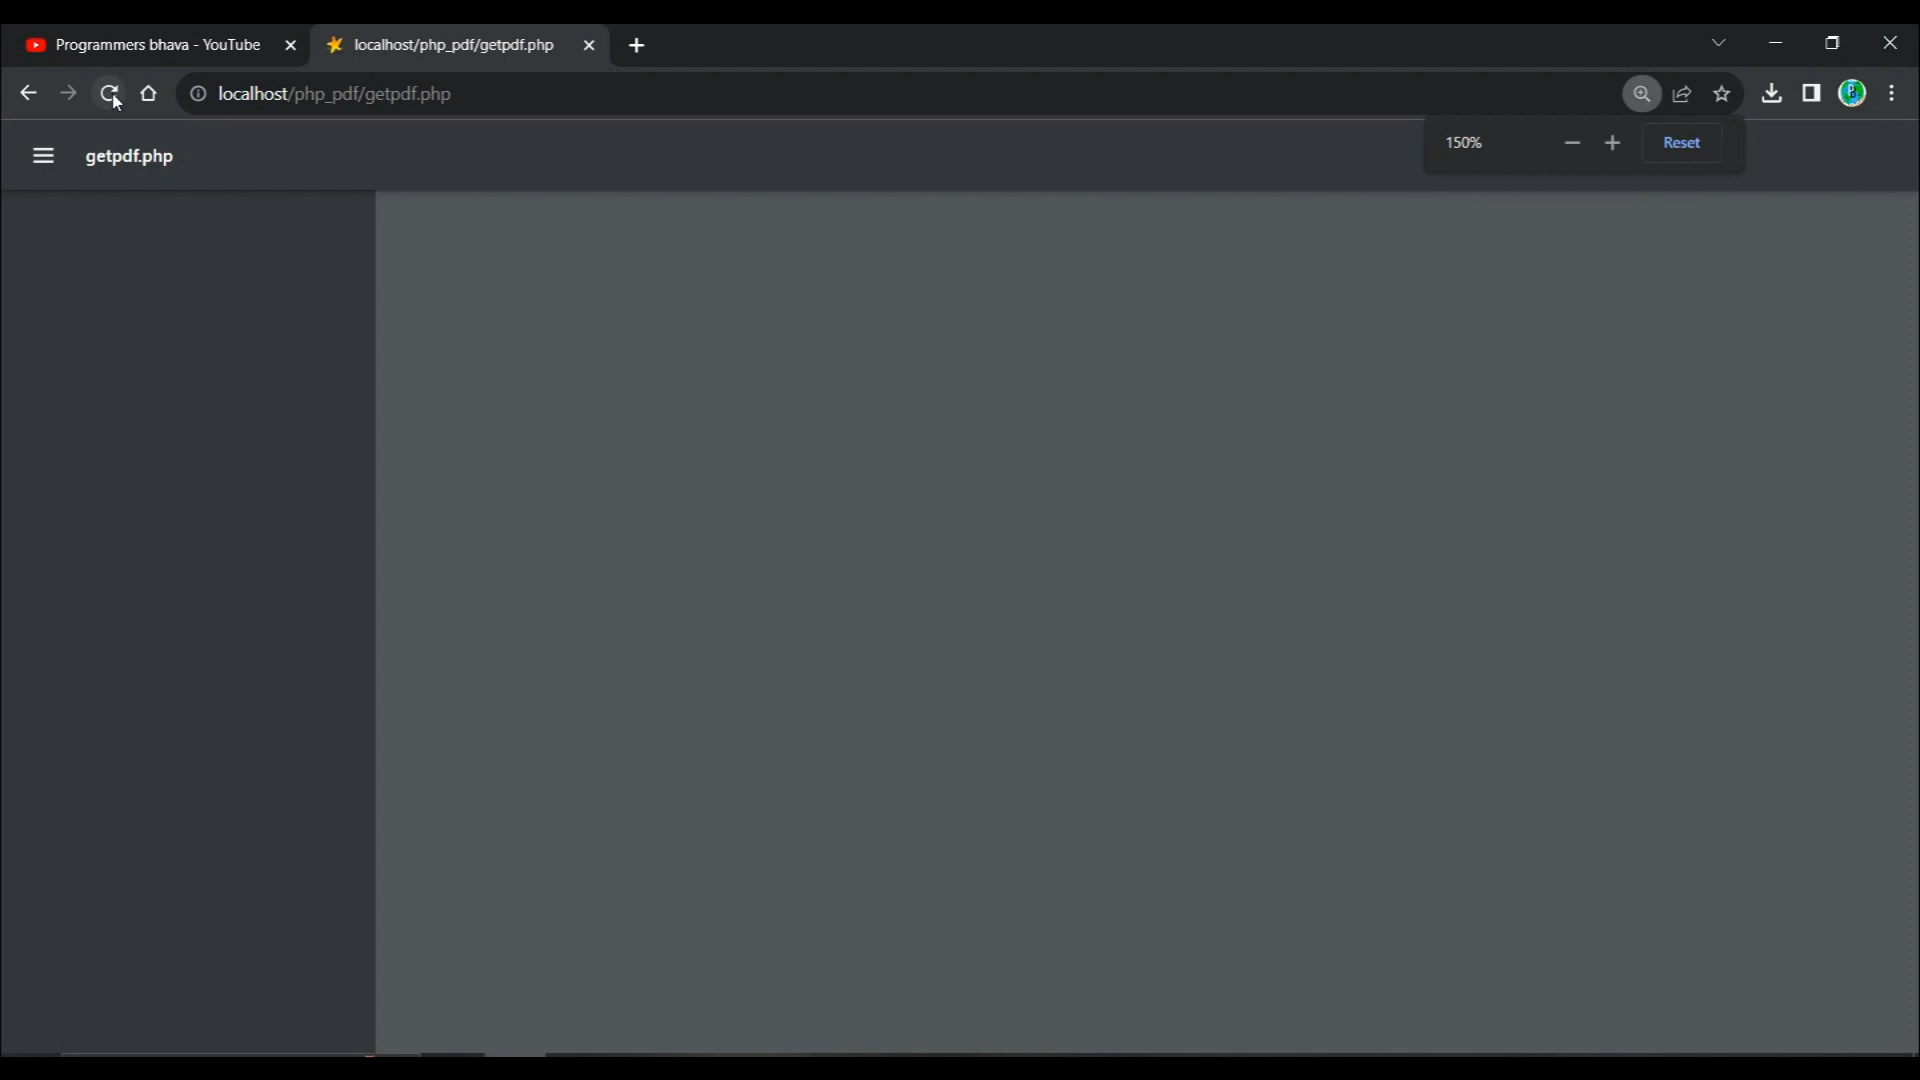 Programmers bhava - YouTube
localhost/php_pdf/getpdf.php
localhost/php_pdf/getpdf.php
getpdf.php
150%
Reset